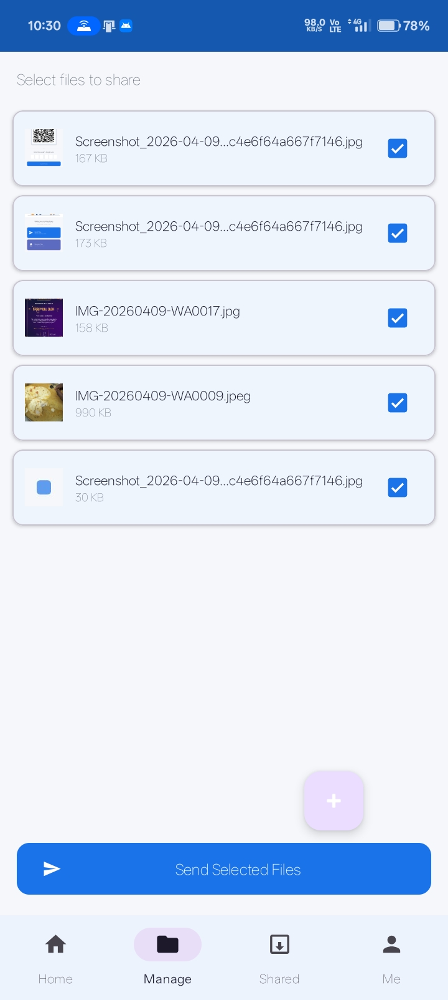 10:30
98.0 KB/S Vo LTE 4G 78%
Select files to share
Screenshot_2026-04-09...c4e6f64a667f7146.jpg
167 KB
Screenshot_2026-04-09...c4e6f64a667f7146.jpg
173 KB
IMG-20260409-WA0017.jpg
158 KB
IMG-20260409-WA0009.jpeg
990 KB
Screenshot_2026-04-09...c4e6f64a667f7146.jpg
30 KB
Send Selected Files
Home
Manage
Shared
Me